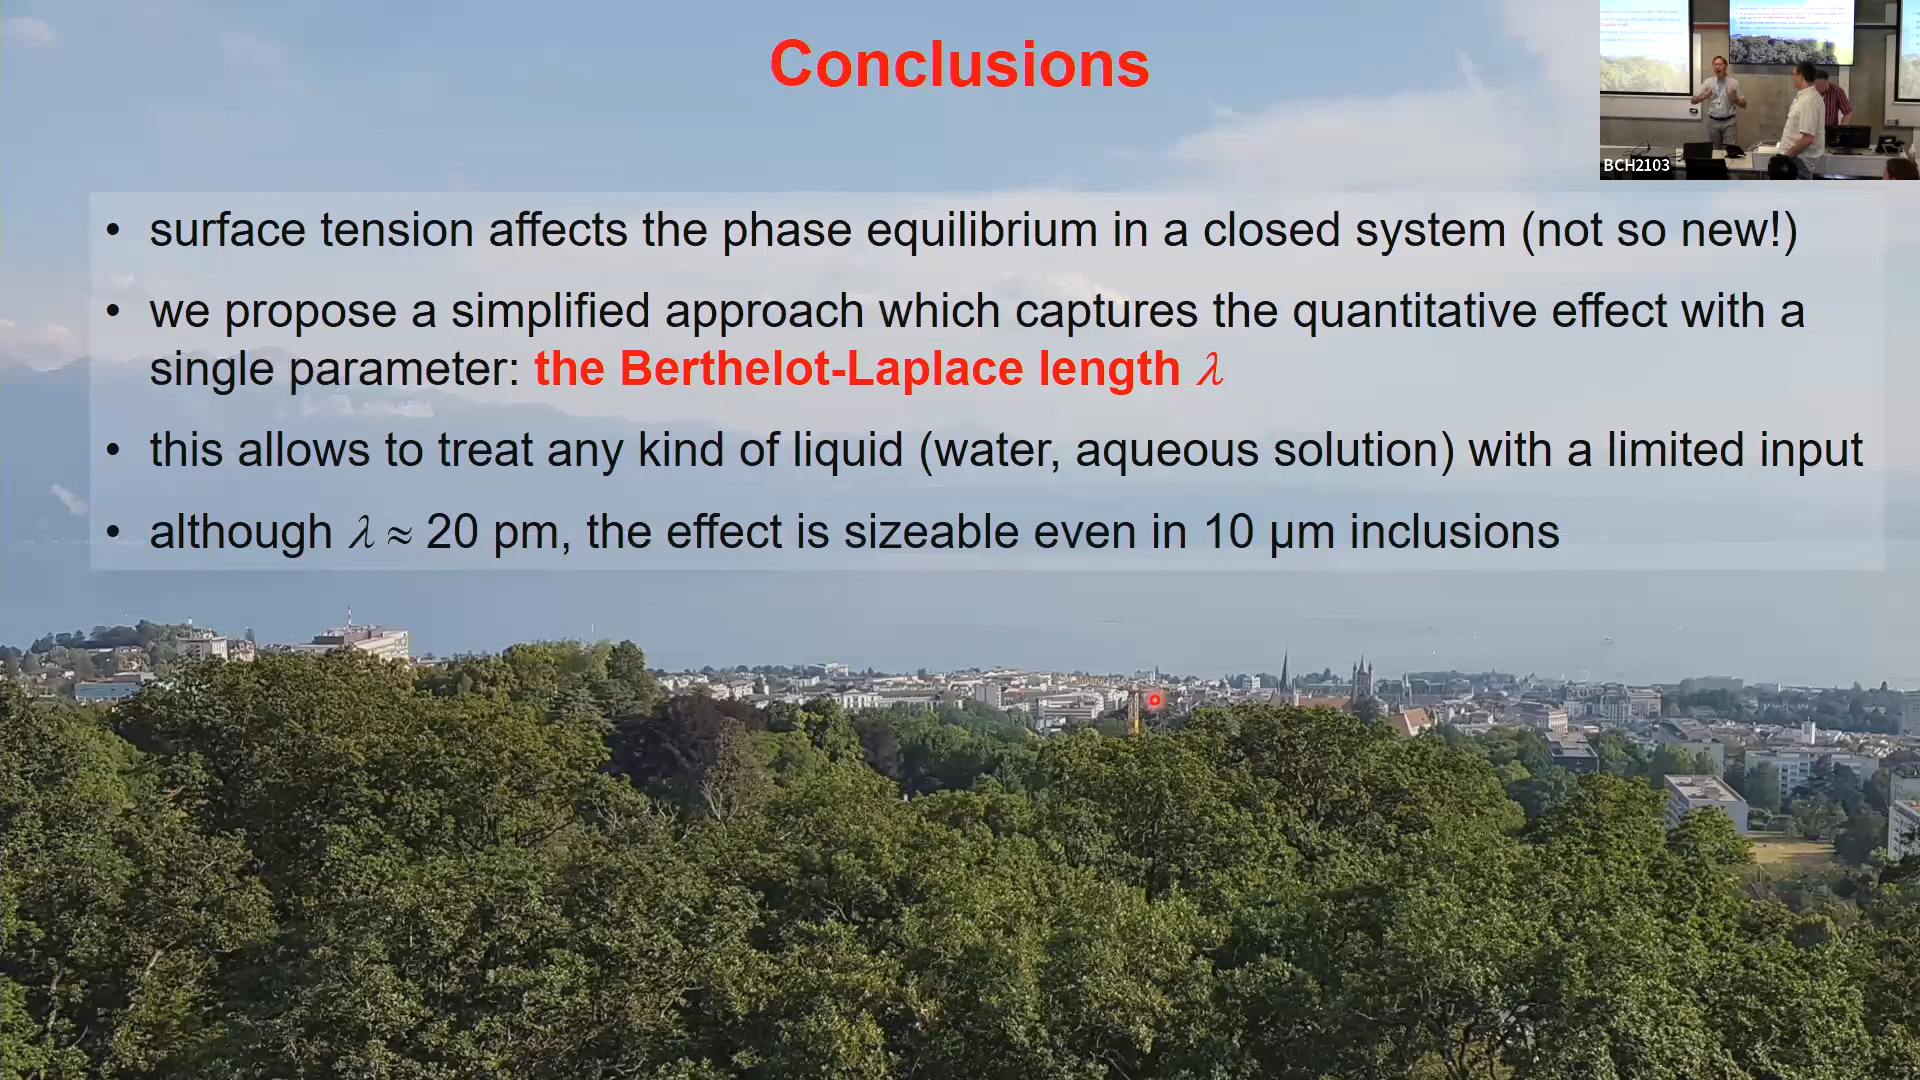 Conclusions
BCH2103
• surface tension affects the phase equilibrium in a closed system (not so new!)
• we propose a simplified approach which captures the quantitative effect with a
single parameter: the Berthelot-Laplace length λ
• this allows to treat any kind of liquid (water, aqueous solution) with a limited input
• although λ ≈ 20 pm, the effect is sizeable even in 10 µm inclusions